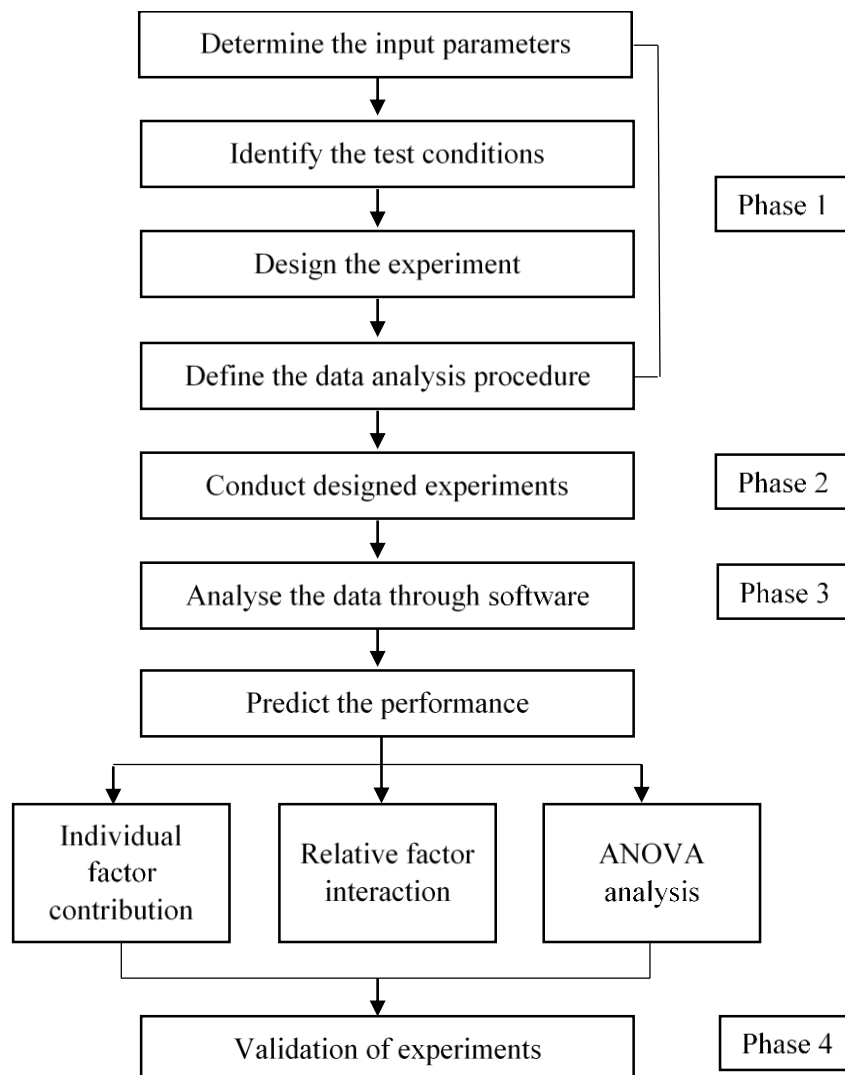 Determine the input parameters
Identify the test conditions
Phase 1
Design the experiment
Define the data analysis procedure
Conduct designed experiments
Phase 2
Analyse the data through software
Phase 3
Predict the performance
Individual
factor
contribution
Relative factor
interaction
ANOVA
analysis
Validation of experiments
Phase 4